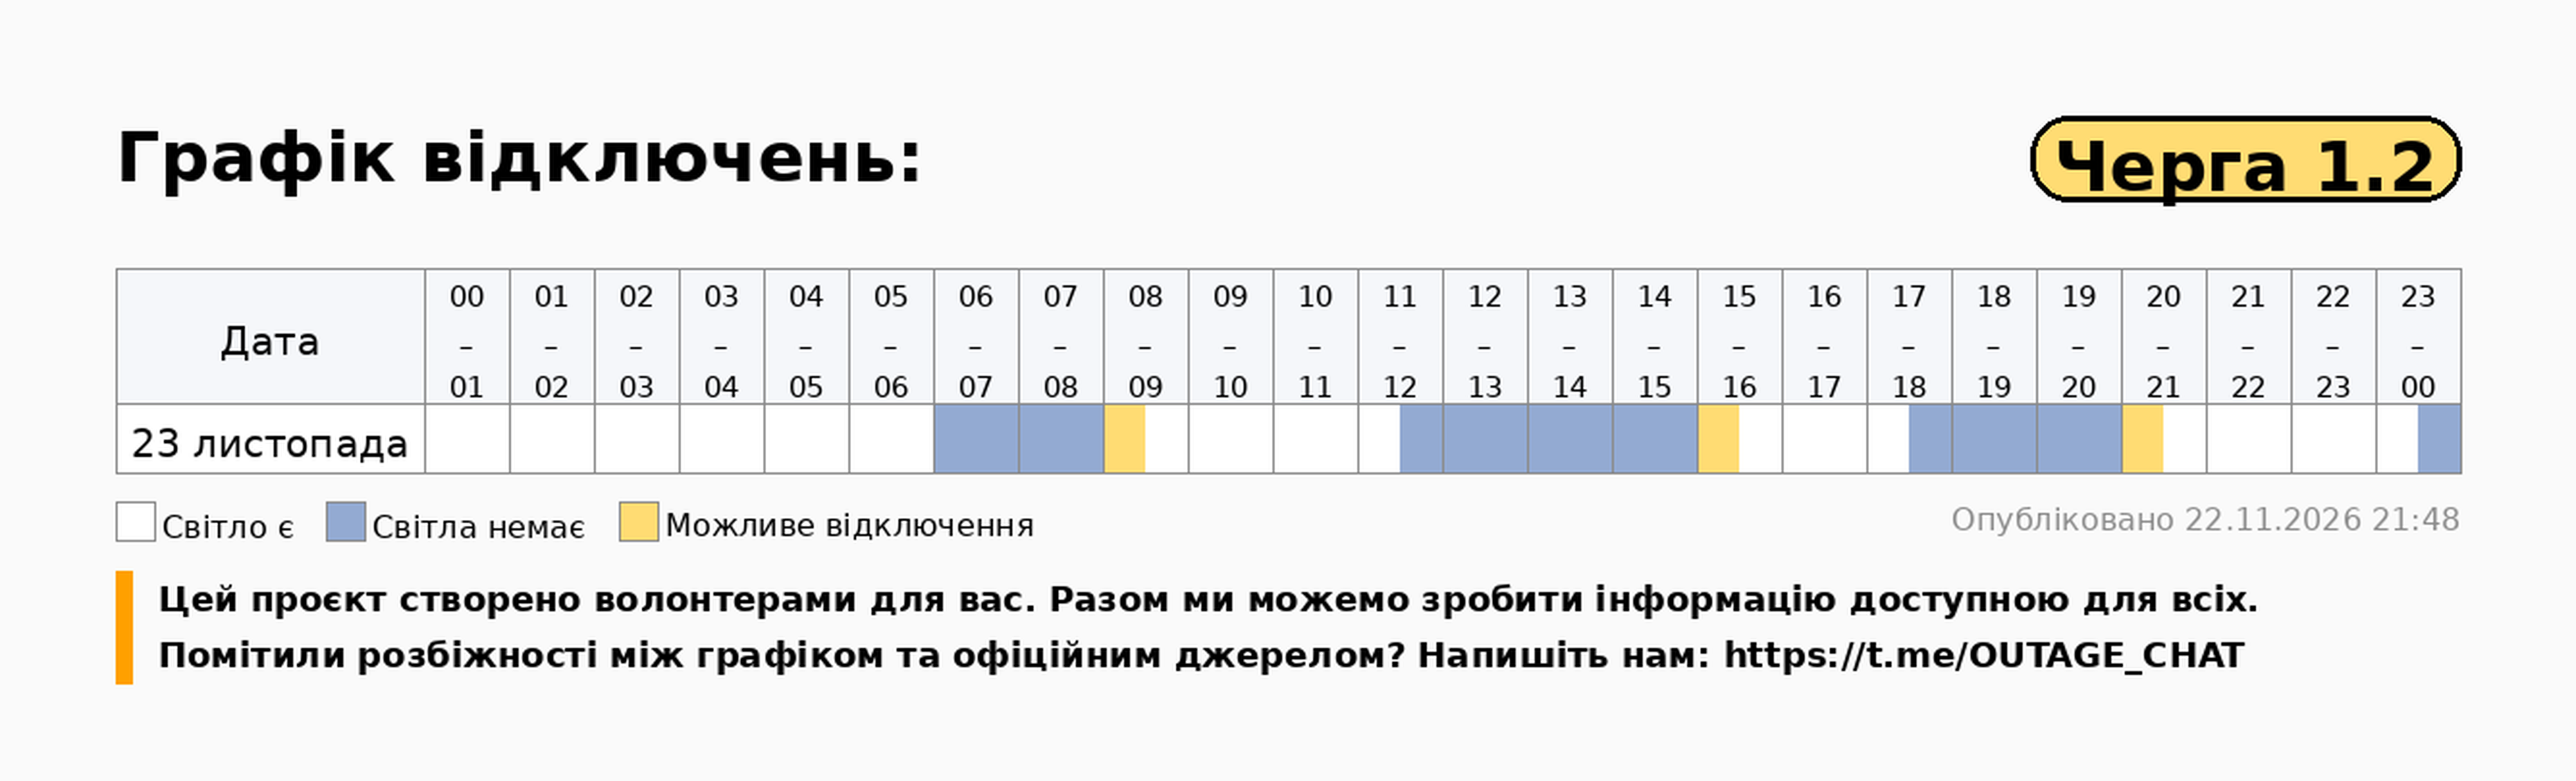 Графік відключень:
Черга 1.2
Дата
00 – 01
01 – 02
02 – 03
03 – 04
04 – 05
05 – 06
06 – 07
07 – 08
08 – 09
09 – 10
10 – 11
11 – 12
12 – 13
13 – 14
14 – 15
15 – 16
16 – 17
17 – 18
18 – 19
19 – 20
20 – 21
21 – 22
22 – 23
23 – 00
23 листопада
Світло є
Світла немає
Можливе відключення
Опубліковано 22.11.2026 21:48
Цей проєкт створено волонтерами для вас. Разом ми можемо зробити інформацію доступною для всіх.
Помітили розбіжності між графіком та офіційним джерелом? Напишіть нам: https://t.me/OUTAGE_CHAT